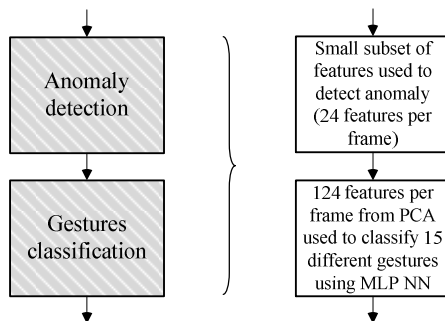 Anomaly
detection
Gestures
classification
Small subset of
features used to
detect anomaly
(24 features per
frame)
124 features per
frame from PCA
used to classify 15
different gestures
using MLP NN